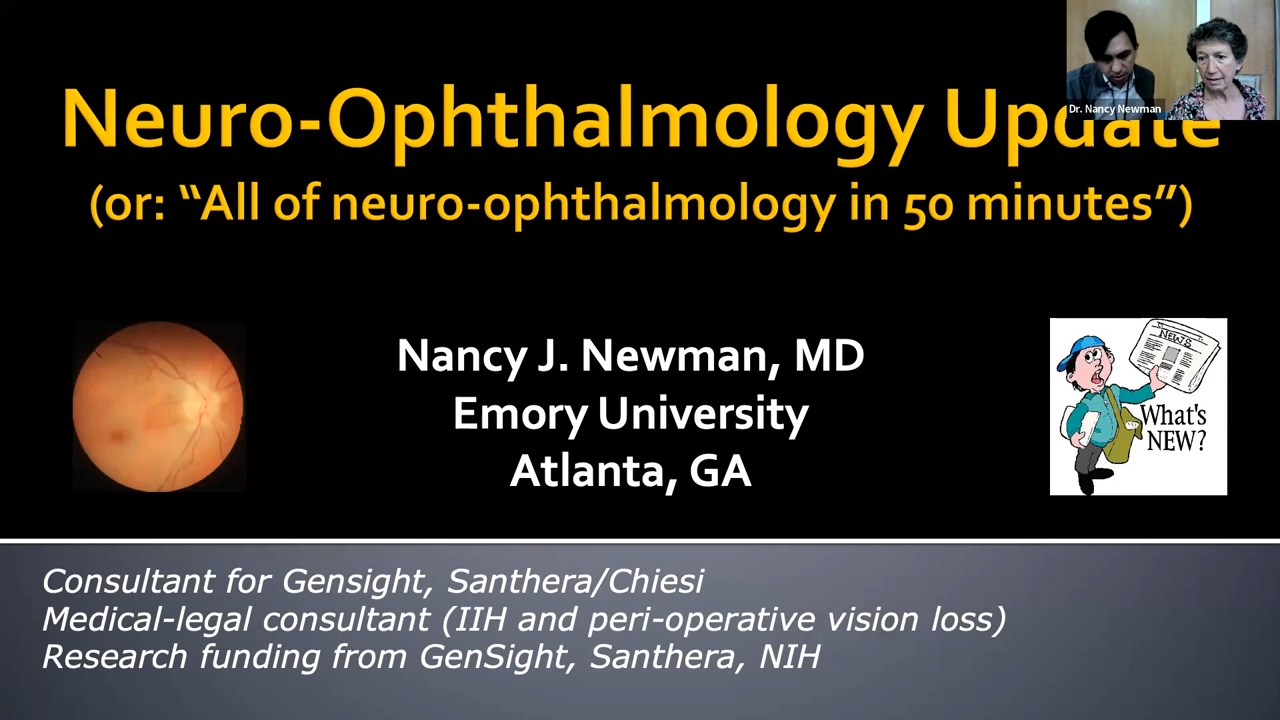 Neuro-Ophthalmology Update
(or: “All of neuro-ophthalmology in 50 minutes”)
Dr. Nancy Newman
Nancy J. Newman, MD
Emory University
Atlanta, GA
NEWS
What's
NEW?
Consultant for Gensight, Santhera/Chiesi
Medical-legal consultant (IIH and peri-operative vision loss)
Research funding from GenSight, Santhera, NIH